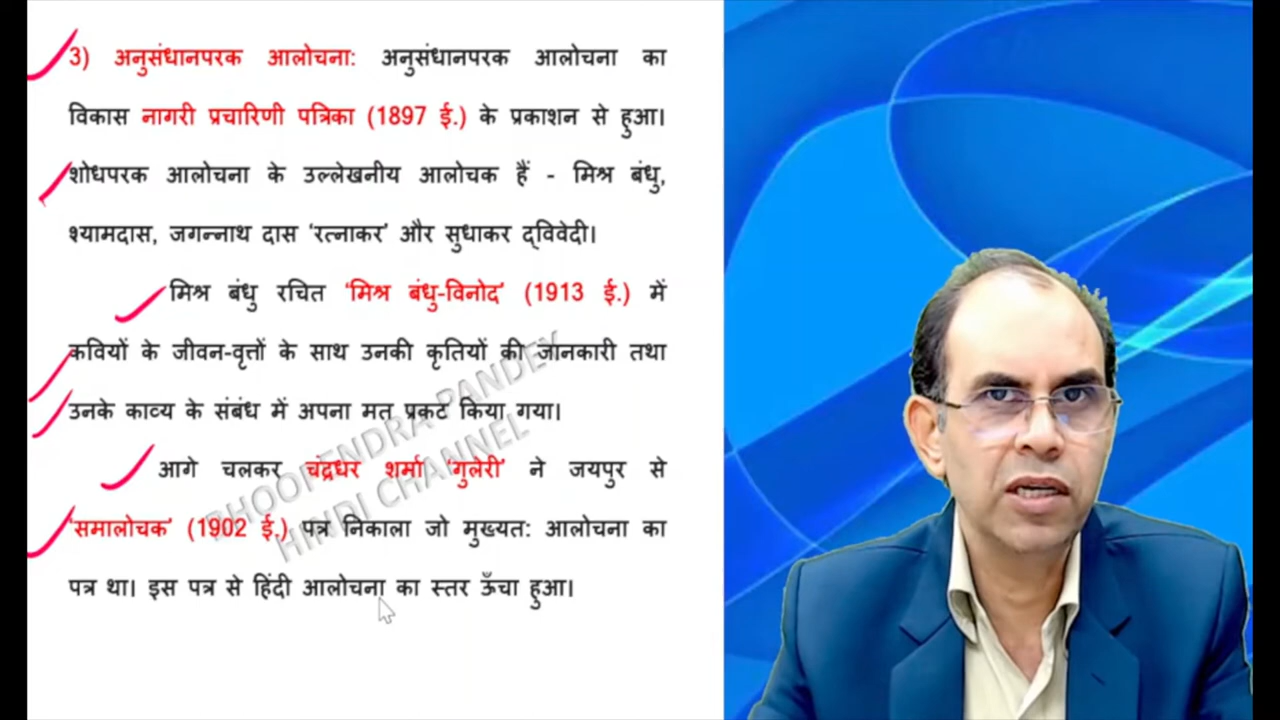 3) अनुसंधानपरक आलोचना: अनुसंधानपरक आलोचना का
विकास नागरी प्रचारिणी पत्रिका (1897 ई.) के प्रकाशन से हुआ।
शोधपरक आलोचना के उल्लेखनीय आलोचक हैं - मिश्र बंधु,
श्यामदास, जगन्नाथ दास ‘रत्नाकर’ और सुधाकर द्विवेदी।
मिश्र बंधु रचित ‘मिश्र बंधु-विनोद’ (1913 ई.) में
कवियों के जीवन-वृत्तों के साथ उनकी कृतियों की जानकारी तथा
उनके काव्य के संबंध में अपना मत प्रकट किया गया।
आगे चलकर चंद्रधर शर्मा ‘गुलेरी’ ने जयपुर से
‘समालोचक’ (1902 ई.) पत्र निकाला जो मुख्यत: आलोचना का
पत्र था। इस पत्र से हिंदी आलोचना का स्तर ऊँचा हुआ।
BHOOPENDRA PANDEY
HINDI CHANNEL